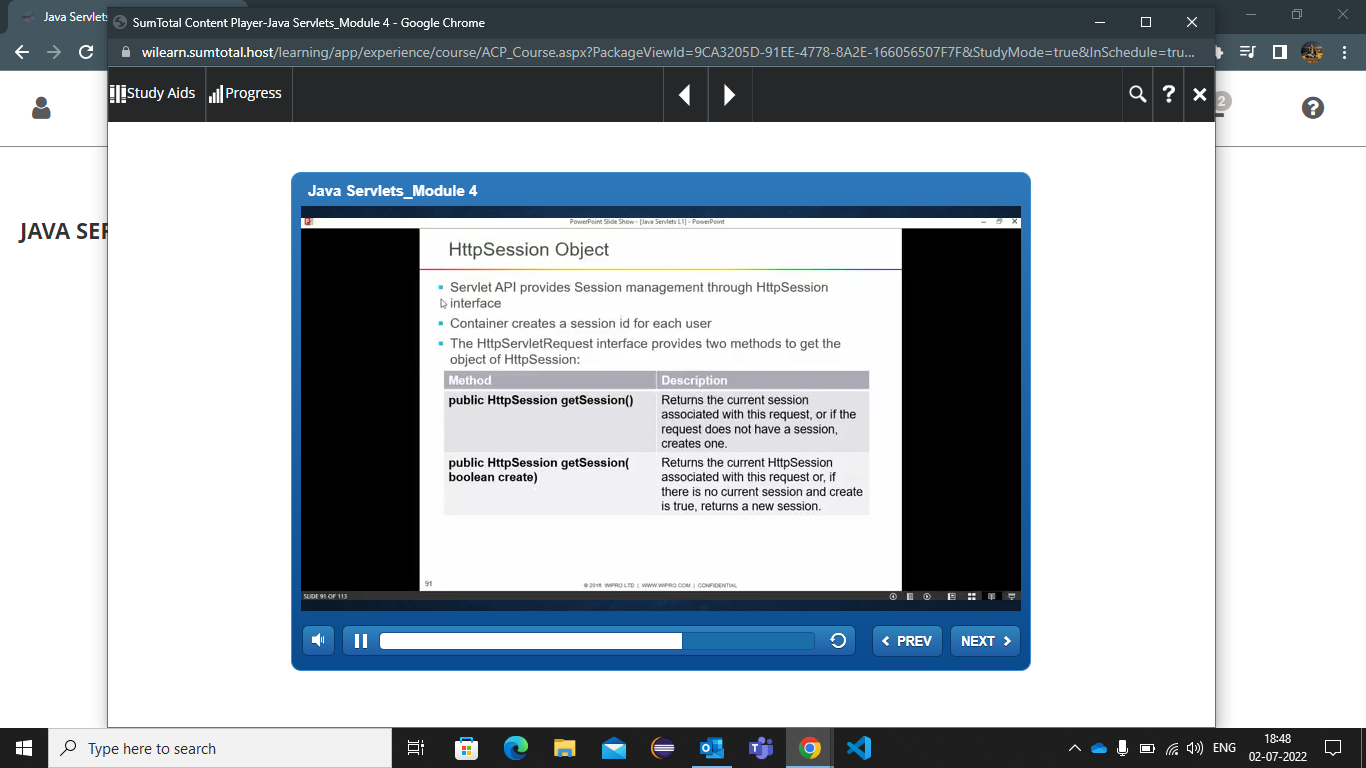 Java Servlets
SumTotal Content Player-Java Servlets_Module 4 - Google Chrome
wilearn.sumtotal.host/learning/app/experience/course/ACP_Course.aspx?PackageViewId=9CA3205D-91EE-4778-8A2E-166056507F7F&StudyMode=true&InSchedule=tru...
Study Aids
Progress
?
2
?
JAVA SER
Java Servlets_Module 4
PowerPoint Slide Show - [Java Servlets L1] - PowerPoint
HttpSession Object
Servlet API provides Session management through HttpSession
interface
Container creates a session id for each user
The HttpServletRequest interface provides two methods to get the
object of HttpSession:
Method Description
public HttpSession getSession() Returns the current session
associated with this request, or if the
request does not have a session,
creates one.
public HttpSession getSession( Returns the current HttpSession
boolean create) associated with this request or, if
there is no current session and create
is true, returns a new session.
91
© 2016 WIPRO LTD | WWW.WIPRO.COM | CONFIDENTIAL
SLIDE 91 OF 113
PREV
NEXT
Type here to search
ENG
18:48
02-07-2022